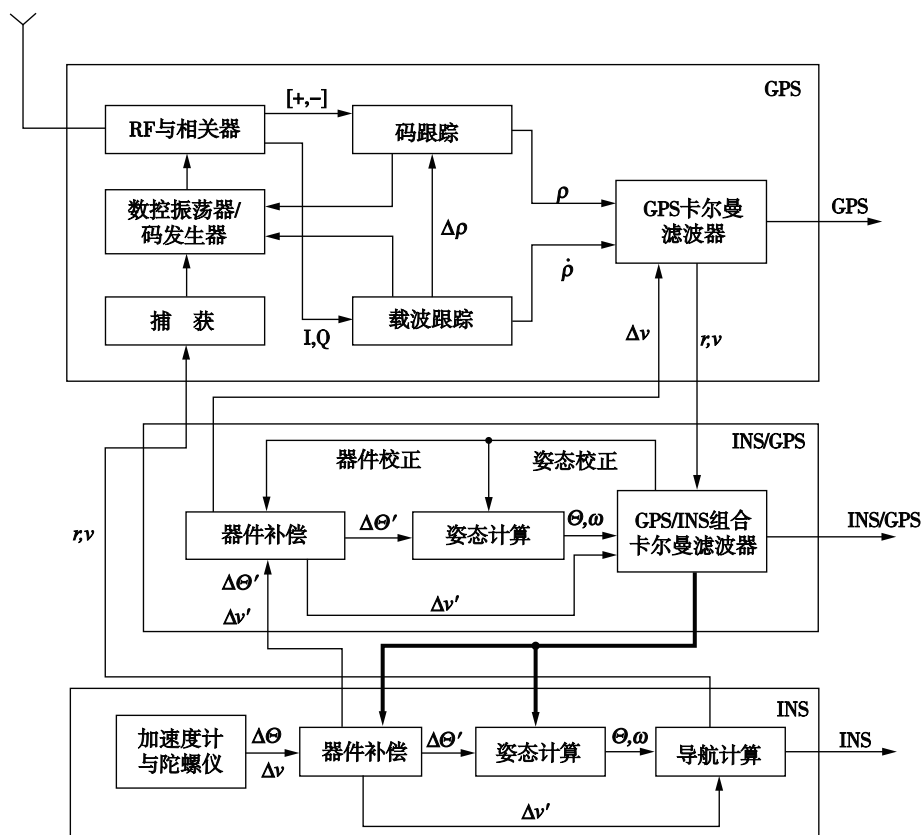 GPS
[+,−]
RF与相关器
码跟踪
数控振荡器/
码发生器
ρ
Δρ
GPS卡尔曼
滤波器
GPS
ρ̇
捕 获
载波跟踪
I,Q
Δv
r,v
INS/GPS
器件校正
姿态校正
r,v
器件补偿
ΔΘ′
姿态计算
Θ,ω
GPS/INS组合
卡尔曼滤波器
INS/GPS
ΔΘ′
Δv′
Δv′
INS
加速度计
与陀螺仪
ΔΘ
Δv
器件补偿
ΔΘ′
姿态计算
Θ,ω
导航计算
INS
Δv′